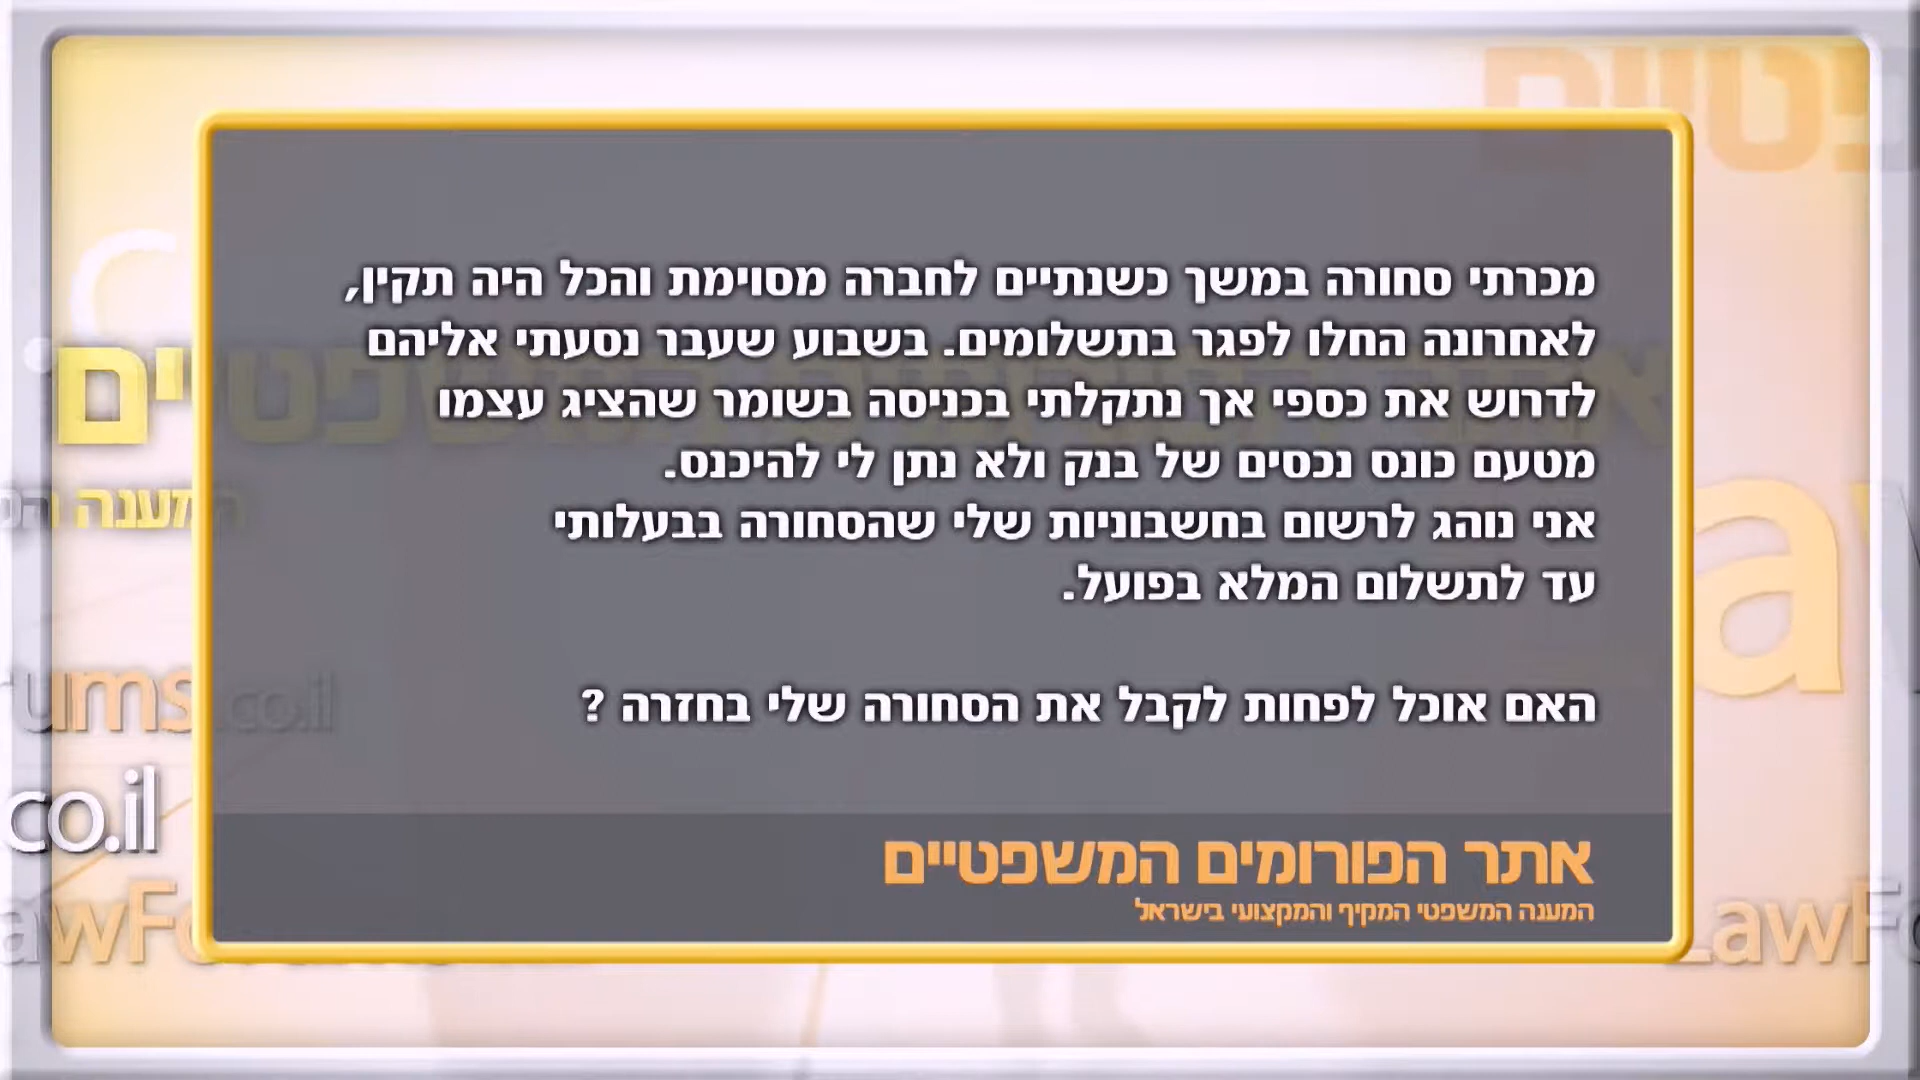 מכרתי סחורה במשך כשנתיים לחברה מסוימת והכל היה תקין,
לאחרונה החלו לפגר בתשלומים. בשבוע שעבר נסעתי אליהם
לדרוש את כספי אך נתקלתי בכניסה בשומר שהציג עצמו
מטעם כונס נכסים של בנק ולא נתן לי להיכנס.
אני נוהג לרשום בחשבוניות שלי שהסחורה בבעלותי
עד לתשלום המלא בפועל.
האם אוכל לפחות לקבל את הסחורה שלי בחזרה ?
אתר הפורומים המשפטיים
המענה המשפטי המקיף והמקצועי בישראל
co.il